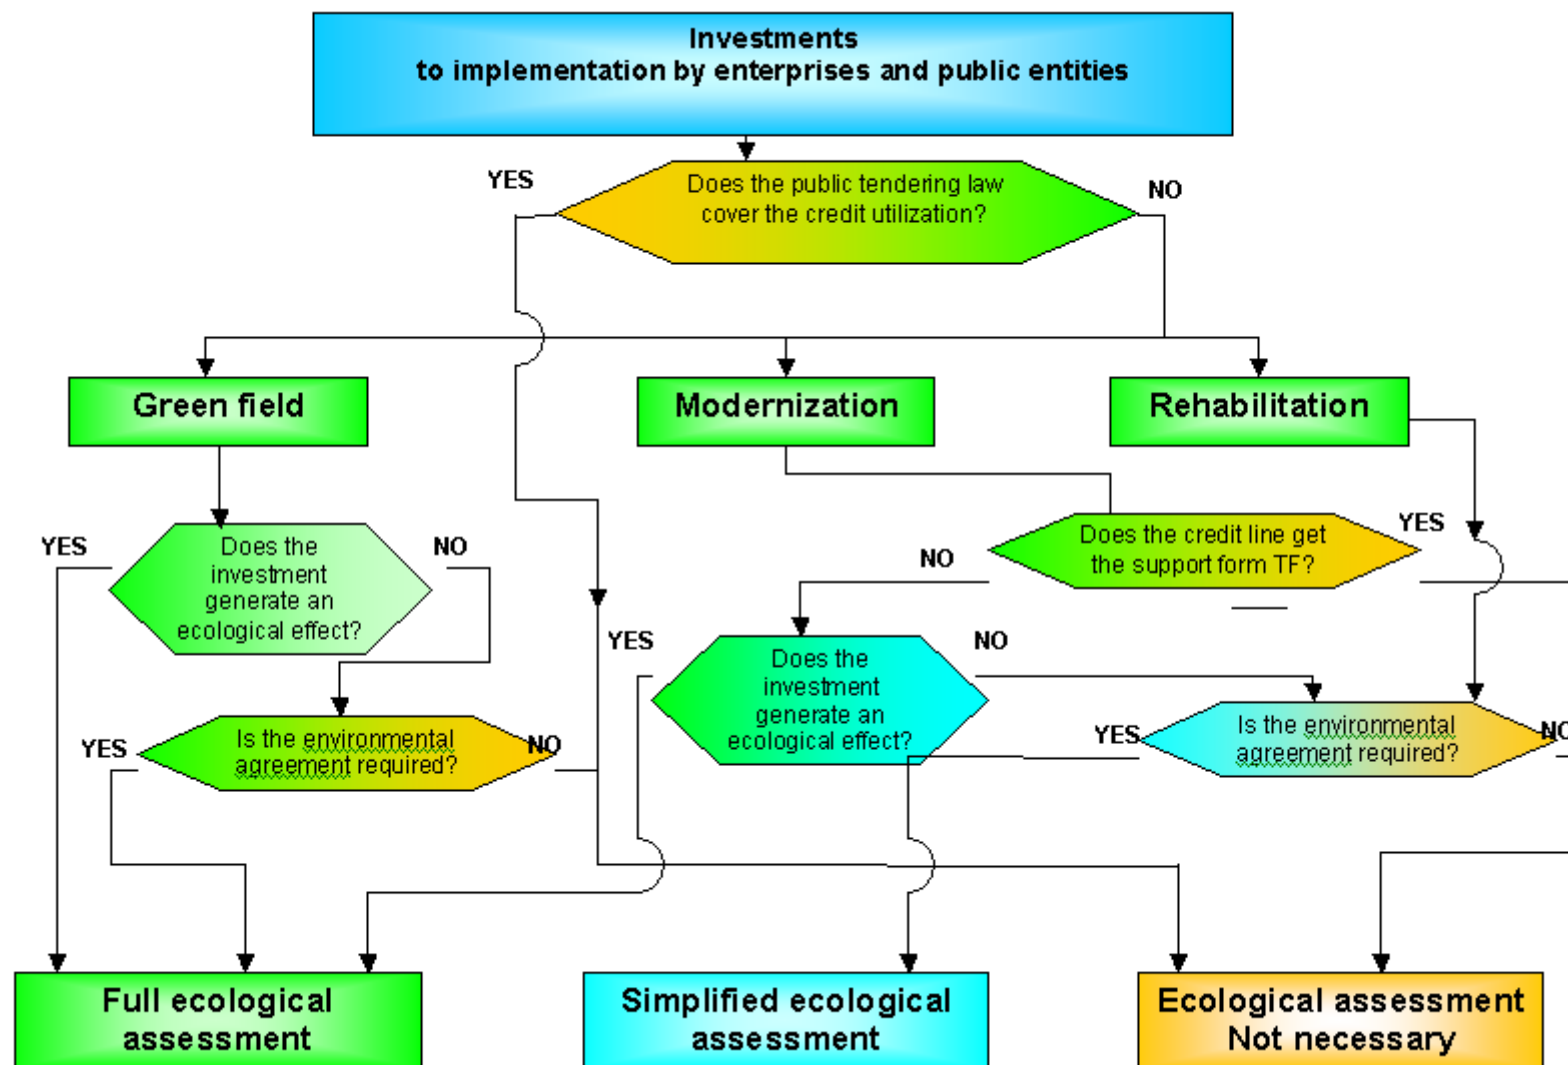 Investments
to implementation by enterprises and public entities
YES
Does the public tendering law
cover the credit utilization?
NO
Green field
Modernization
Rehabilitation
YES
Does the
investment
generate an
ecological effect?
NO
NO
Does the credit line get
the support form TF?
YES
YES
Does the
investment
generate an
ecological effect?
NO
YES
Is the environmental
agreement required?
NO
YES
Is the environmental
agreement required?
NO
Full ecological
assessment
Simplified ecological
assessment
Ecological assessment
Not necessary